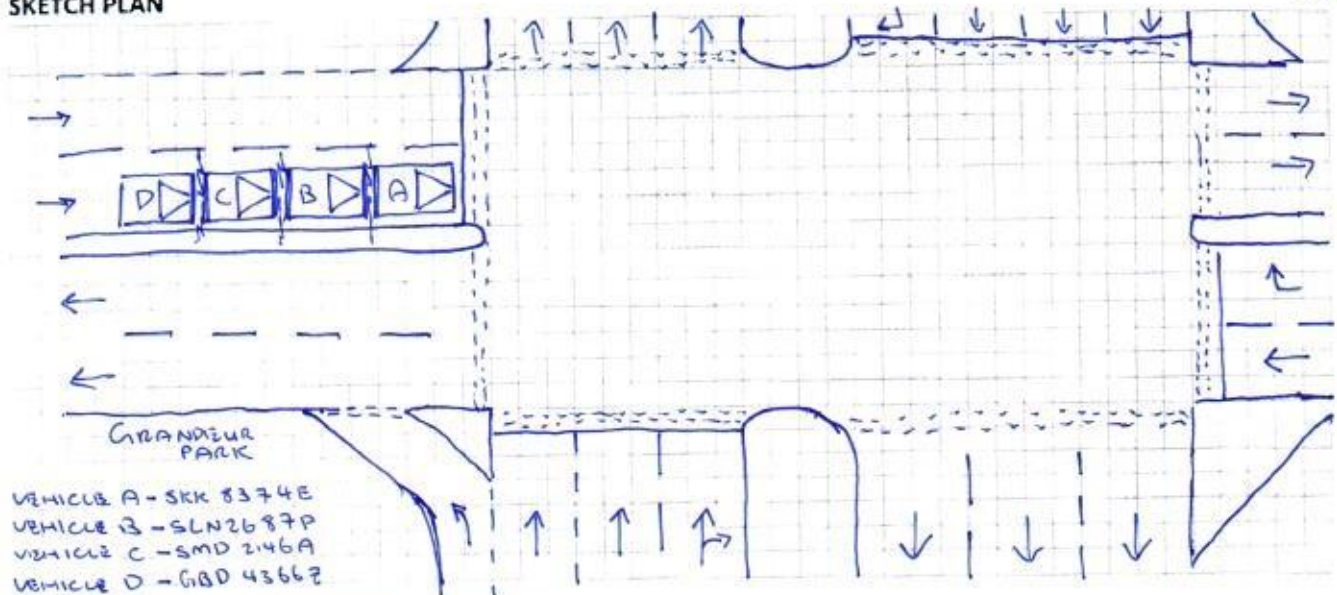 SKETCH PLAN
D C B A
GRANDEUR
PARK
VEHICLE A - SKK 8374E
VEHICLE B - SLN2687P
VEHICLE C - SMD 2146A
VEHICLE D - GBD 4366Z